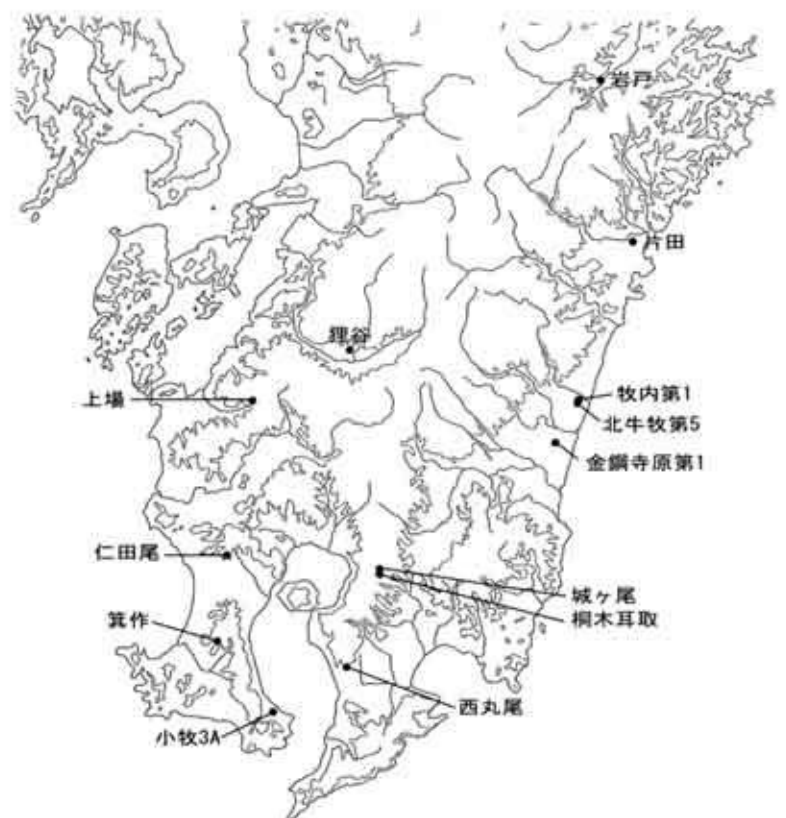 岩戸
片田
狸谷
上場
牧内第1
北牛牧第5
金鋼寺原第1
仁田尾
城ヶ尾
桐木耳取
箕作
西丸尾
小牧3A